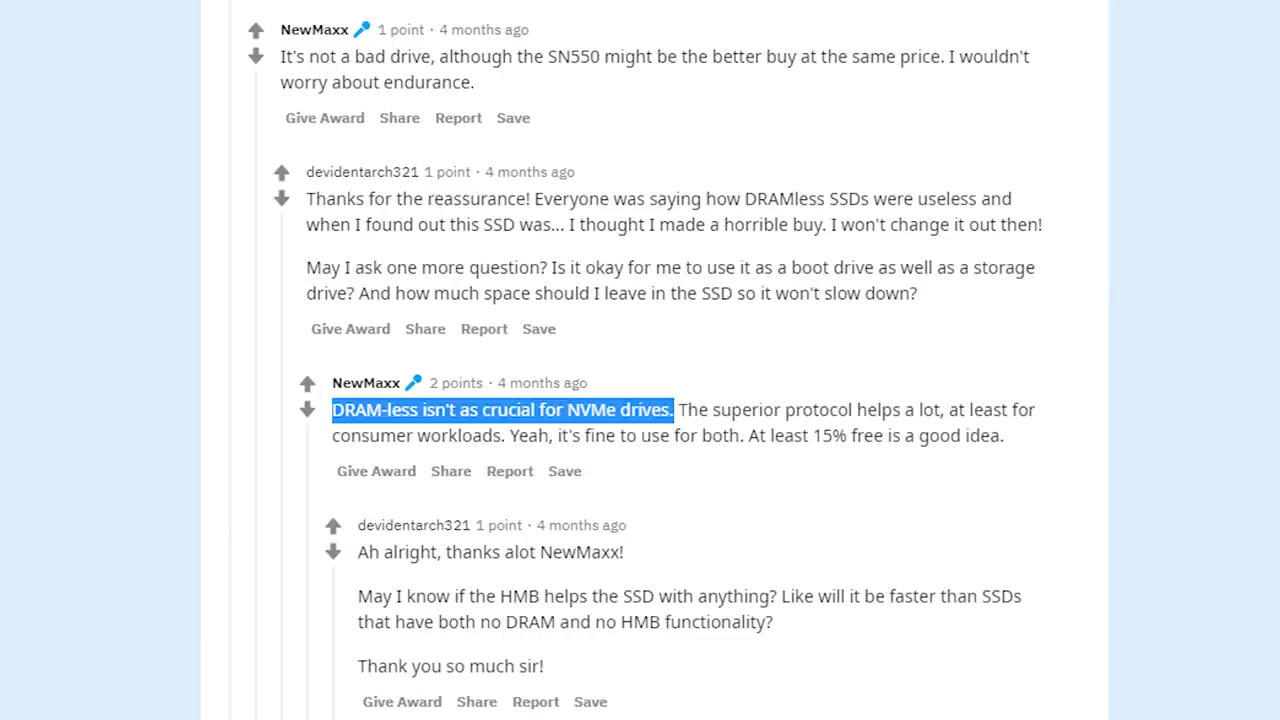 NewMaxx 1 point · 4 months ago
It's not a bad drive, although the SN550 might be the better buy at the same price. I wouldn't
worry about endurance.
Give Award Share Report Save
devidentarch321 1 point · 4 months ago
Thanks for the reassurance! Everyone was saying how DRAMless SSDs were useless and
when I found out this SSD was... I thought I made a horrible buy. I won't change it out then!
May I ask one more question? Is it okay for me to use it as a boot drive as well as a storage
drive? And how much space should I leave in the SSD so it won't slow down?
Give Award Share Report Save
NewMaxx 2 points · 4 months ago
DRAM-less isn't as crucial for NVMe drives. The superior protocol helps a lot, at least for
consumer workloads. Yeah, it's fine to use for both. At least 15% free is a good idea.
Give Award Share Report Save
devidentarch321 1 point · 4 months ago
Ah alright, thanks alot NewMaxx!
May I know if the HMB helps the SSD with anything? Like will it be faster than SSDs
that have both no DRAM and no HMB functionality?
Thank you so much sir!
Give Award Share Report Save